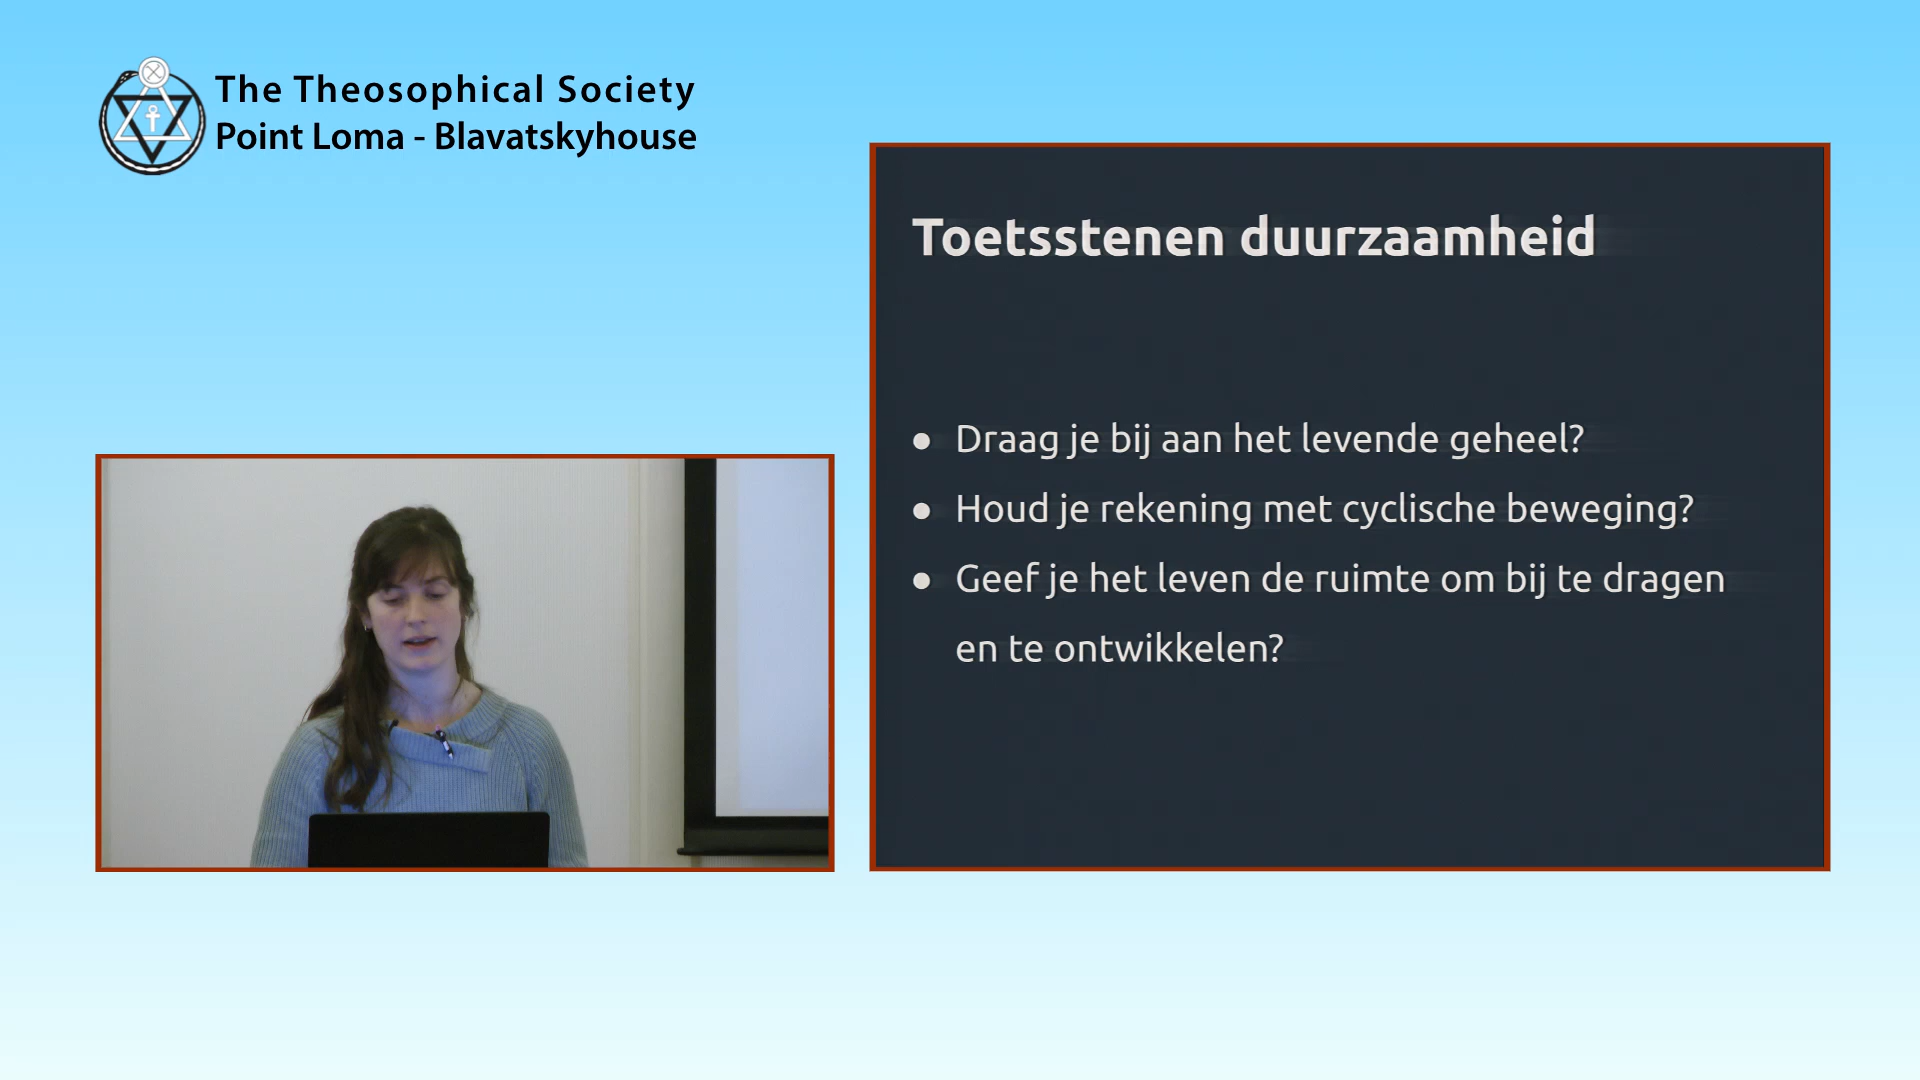 The Theosophical Society
Point Loma - Blavatskyhouse
Toetsstenen duurzaamheid
● Draag je bij aan het levende geheel?
● Houd je rekening met cyclische beweging?
● Geef je het leven de ruimte om bij te dragen
en te ontwikkelen?